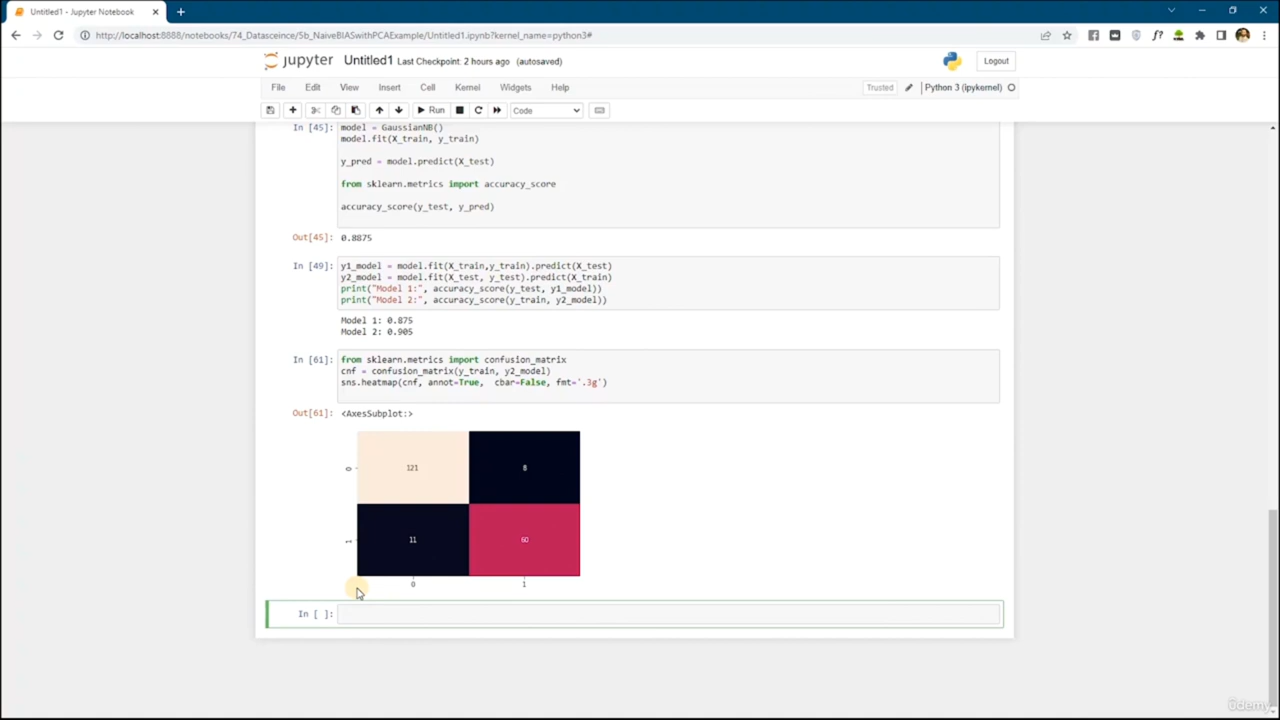 Untitled1 - Jupyter Notebook
http://localhost:8888/notebooks/74_Datasceince/5b_NaiveBIASwithPCAExample/Untitled1.ipynb?kernel_name=python3#
jupyter Untitled1 Last Checkpoint: 2 hours ago (autosaved)
Logout
File Edit View Insert Cell Kernel Widgets Help
Trusted Python 3 (ipykernel)
Run Code
In [45]: model = GaussianNB()
model.fit(X_train, y_train)
y_pred = model.predict(X_test)
from sklearn.metrics import accuracy_score
accuracy_score(y_test, y_pred)
Out[45]: 0.8875
In [49]: y1_model = model.fit(X_train,y_train).predict(X_test)
y2_model = model.fit(X_test, y_test).predict(X_train)
print("Model 1:", accuracy_score(y_test, y1_model))
print("Model 2:", accuracy_score(y_train, y2_model))
Model 1: 0.875
Model 2: 0.905
In [61]: from sklearn.metrics import confusion_matrix
cnf = confusion_matrix(y_train, y2_model)
sns.heatmap(cnf, annot=True, cbar=False, fmt='.3g')
Out[61]: <AxesSubplot:>
0 121 8
1 11 60
0 1
In [ ]:
ûdemy